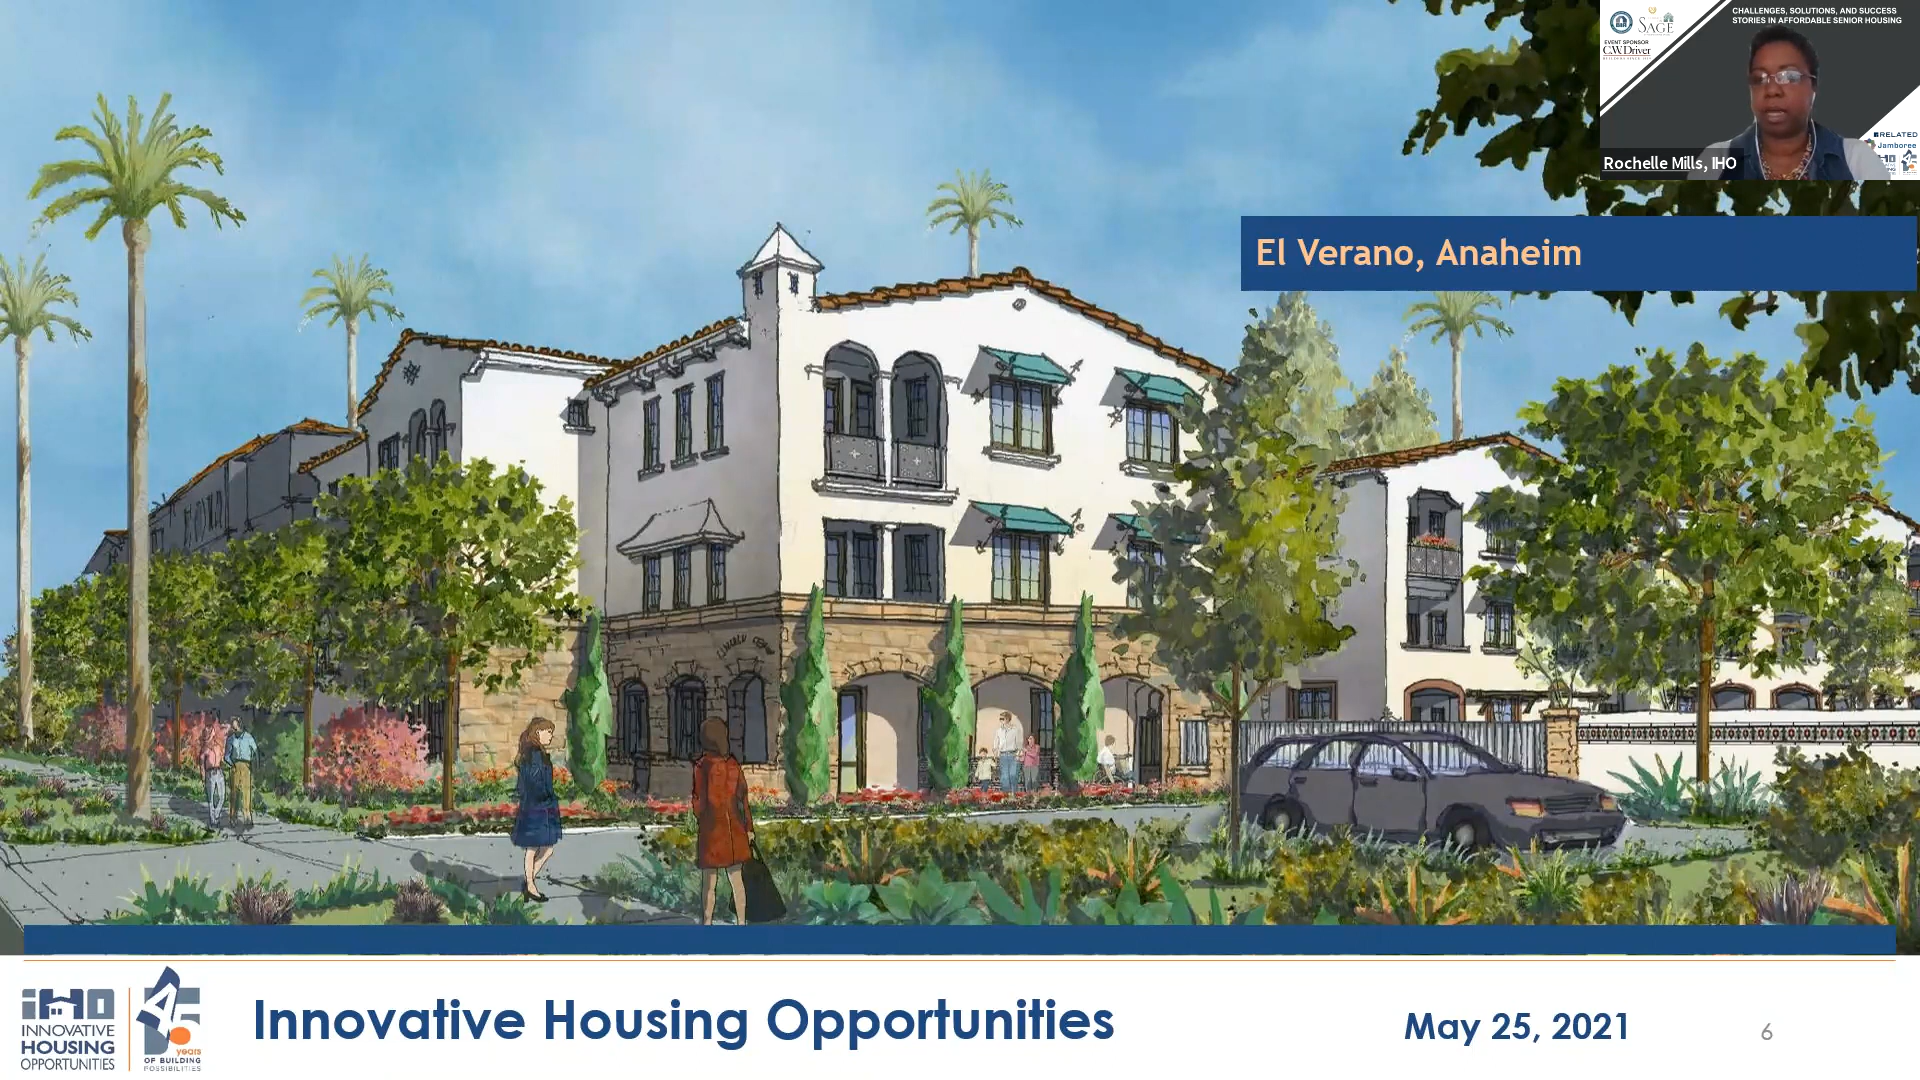 CHALLENGES, SOLUTIONS, AND SUCCESS
STORIES IN AFFORDABLE SENIOR HOUSING
SAGE
EVENT SPONSOR
C.W. Driver
RELATED
Jamboree
Rochelle Mills, IHO
El Verano, Anaheim
iHO
INNOVATIVE
HOUSING
OPPORTUNITIES
45
years
OF BUILDING
POSSIBILITIES
Innovative Housing Opportunities
May 25, 2021
6